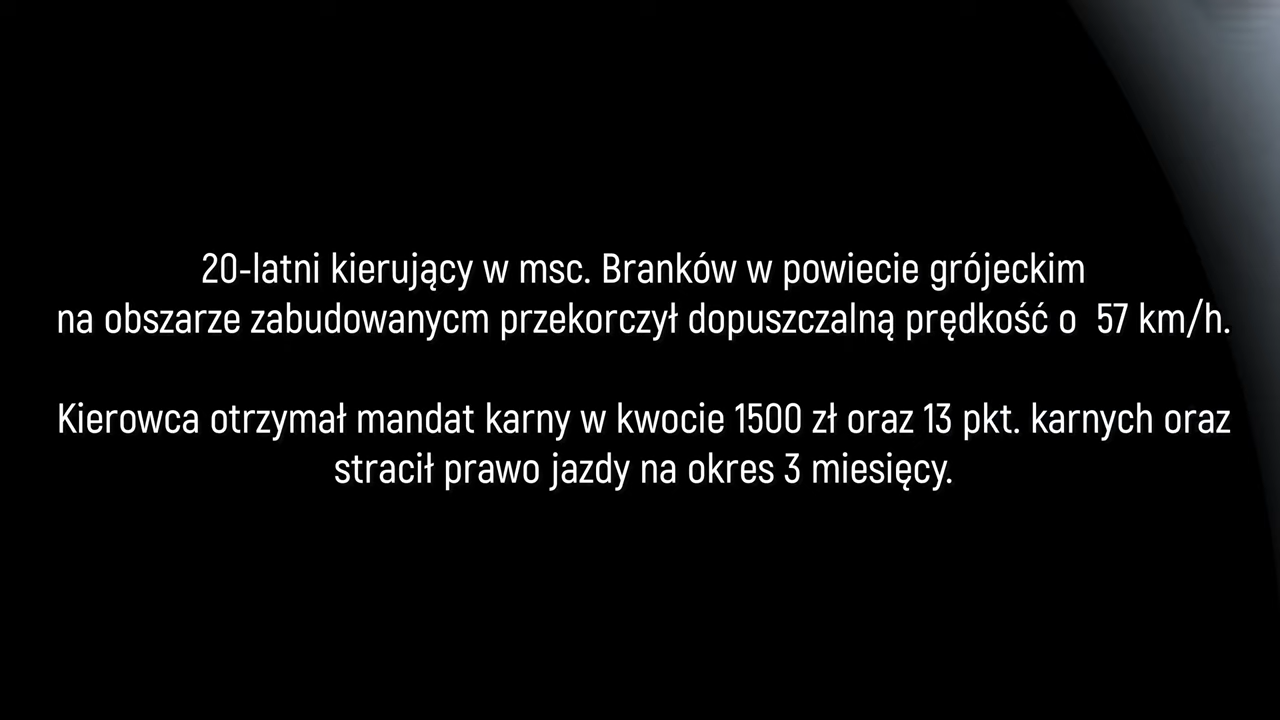 20-latni kierujący w msc. Branków w powiecie grójeckim
na obszarze zabudowanycm przekorczył dopuszczalną prędkość o  57 km/h.
Kierowca otrzymał mandat karny w kwocie 1500 zł oraz 13 pkt. karnych oraz
stracił prawo jazdy na okres 3 miesięcy.